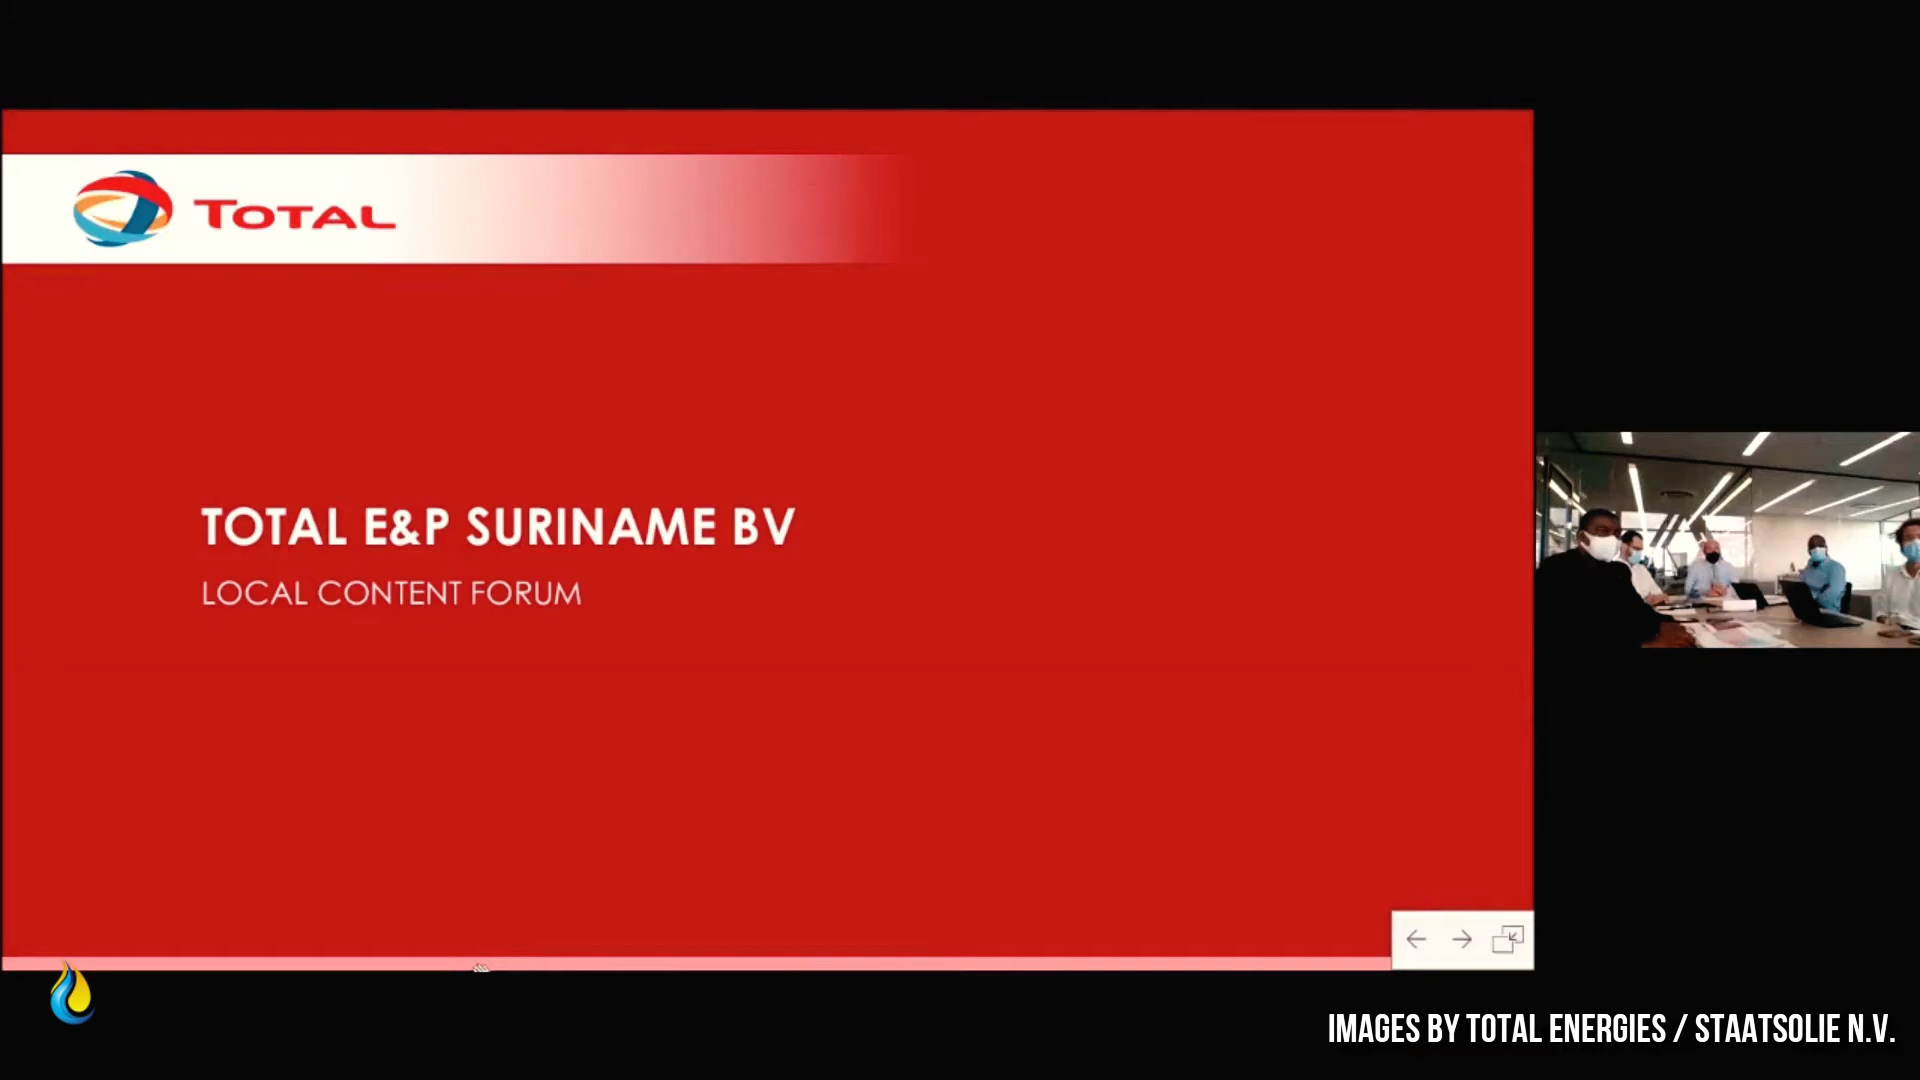 TOTAL
TOTAL E&P SURINAME BV
LOCAL CONTENT FORUM
IMAGES BY TOTAL ENERGIES / STAATSOLIE N.V.